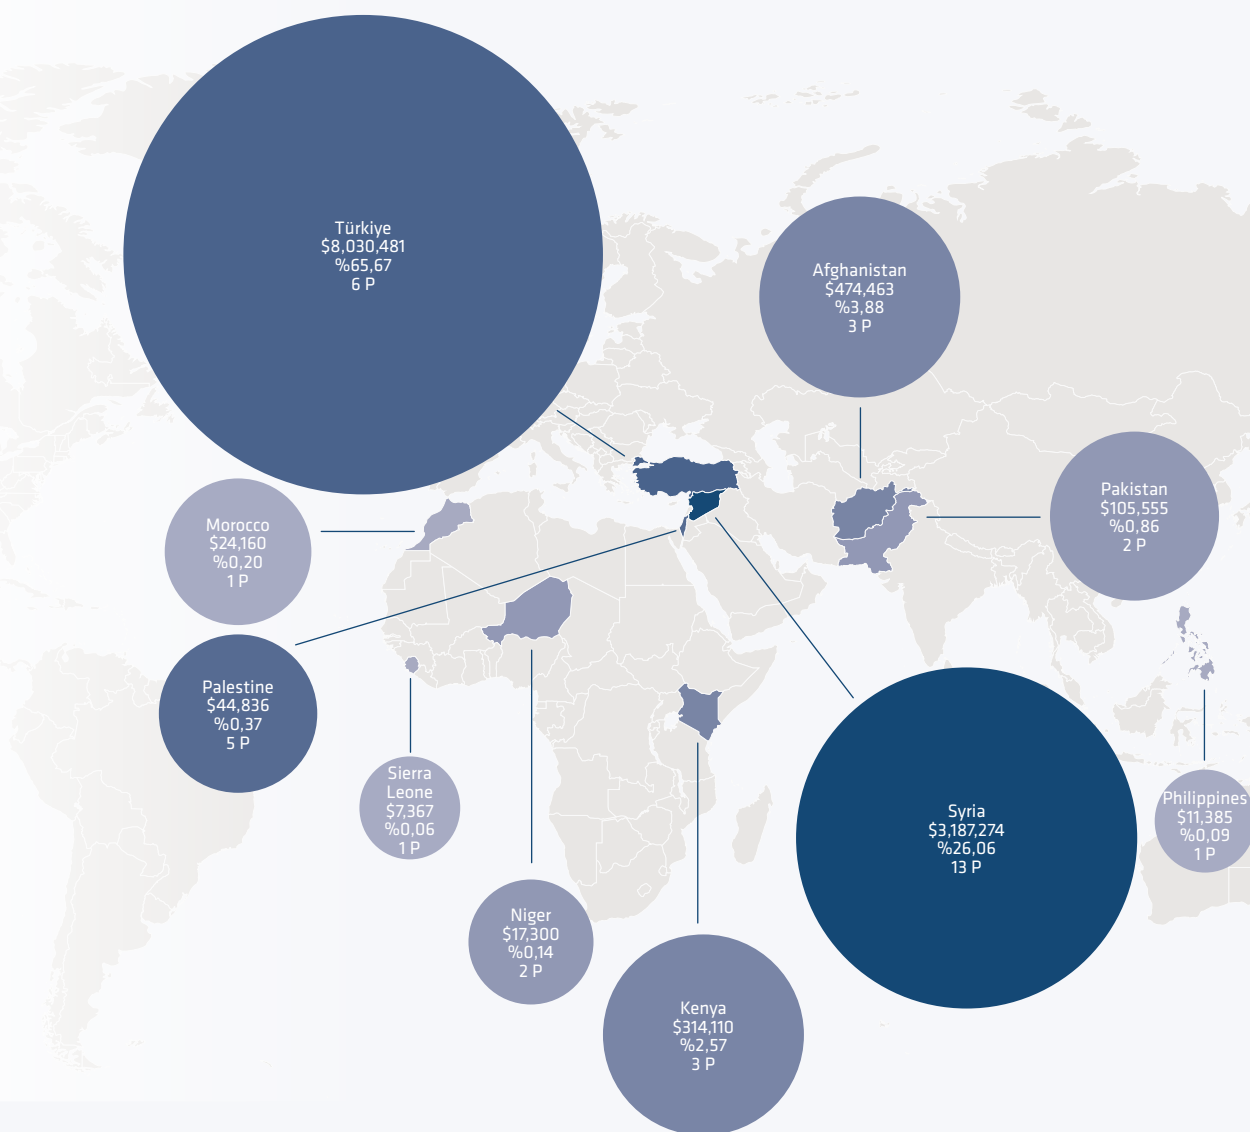 Türkiye
$8,030,481
%65,67
6 P
Afghanistan
$474,463
%3,88
3 P
Pakistan
$105,555
%0,86
2 P
Morocco
$24,160
%0,20
1 P
Palestine
$44,836
%0,37
5 P
Sierra
Leone
$7,367
%0,06
1 P
Syria
$3,187,274
%26,06
13 P
Philippines
$11,385
%0,09
1 P
Niger
$17,300
%0,14
2 P
Kenya
$314,110
%2,57
3 P